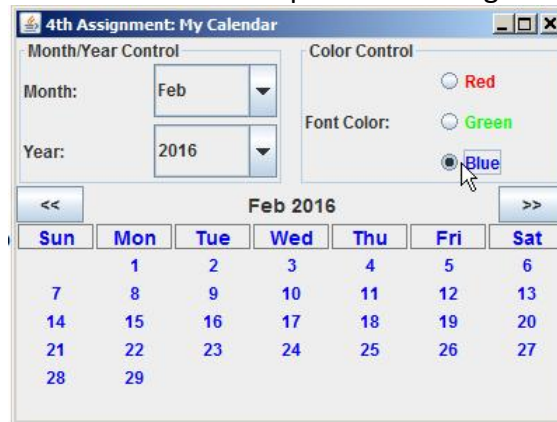 4th Assignment: My Calendar
Month/Year Control
Month: Feb
Year: 2016
Color Control
Font Color:
Red
Green
Blue
<< Feb 2016 >>
Sun Mon Tue Wed Thu Fri Sat
1 2 3 4 5 6
7 8 9 10 11 12 13
14 15 16 17 18 19 20
21 22 23 24 25 26 27
28 29